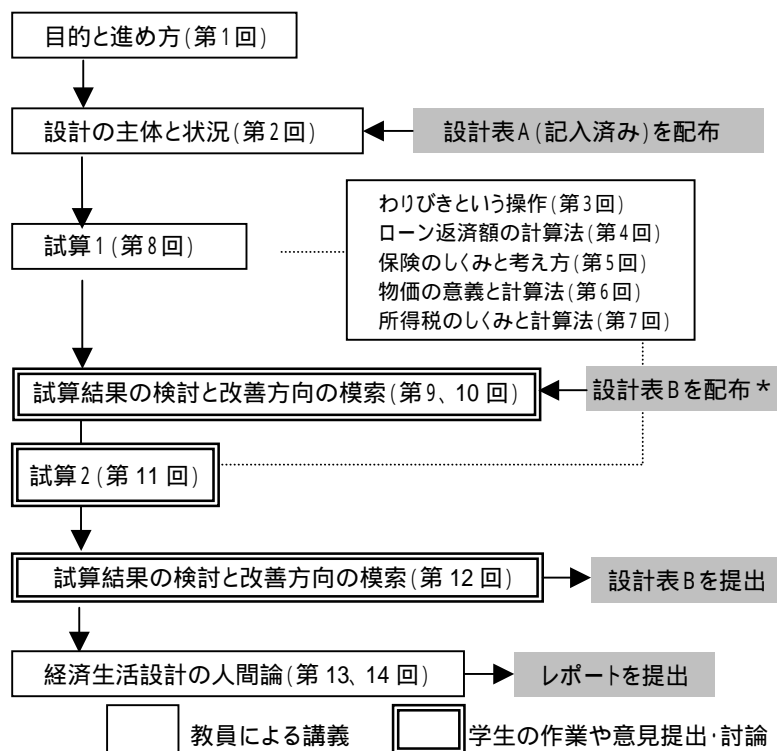 目的と進め方(第1回)
設計の主体と状況(第2回)
設計表A(記入済み)を配布
わりびきという操作(第3回)
ローン返済額の計算法(第4回)
保険のしくみと考え方(第5回)
物価の意義と計算法(第6回)
所得税のしくみと計算法(第7回)
試算1(第8回)
試算結果の検討と改善方向の模索(第9、10回)
設計表Bを配布*
試算2(第11回)
試算結果の検討と改善方向の模索(第12回)
設計表Bを提出
経済生活設計の人間論(第13、14回)
レポートを提出
教員による講義
学生の作業や意見提出・討論